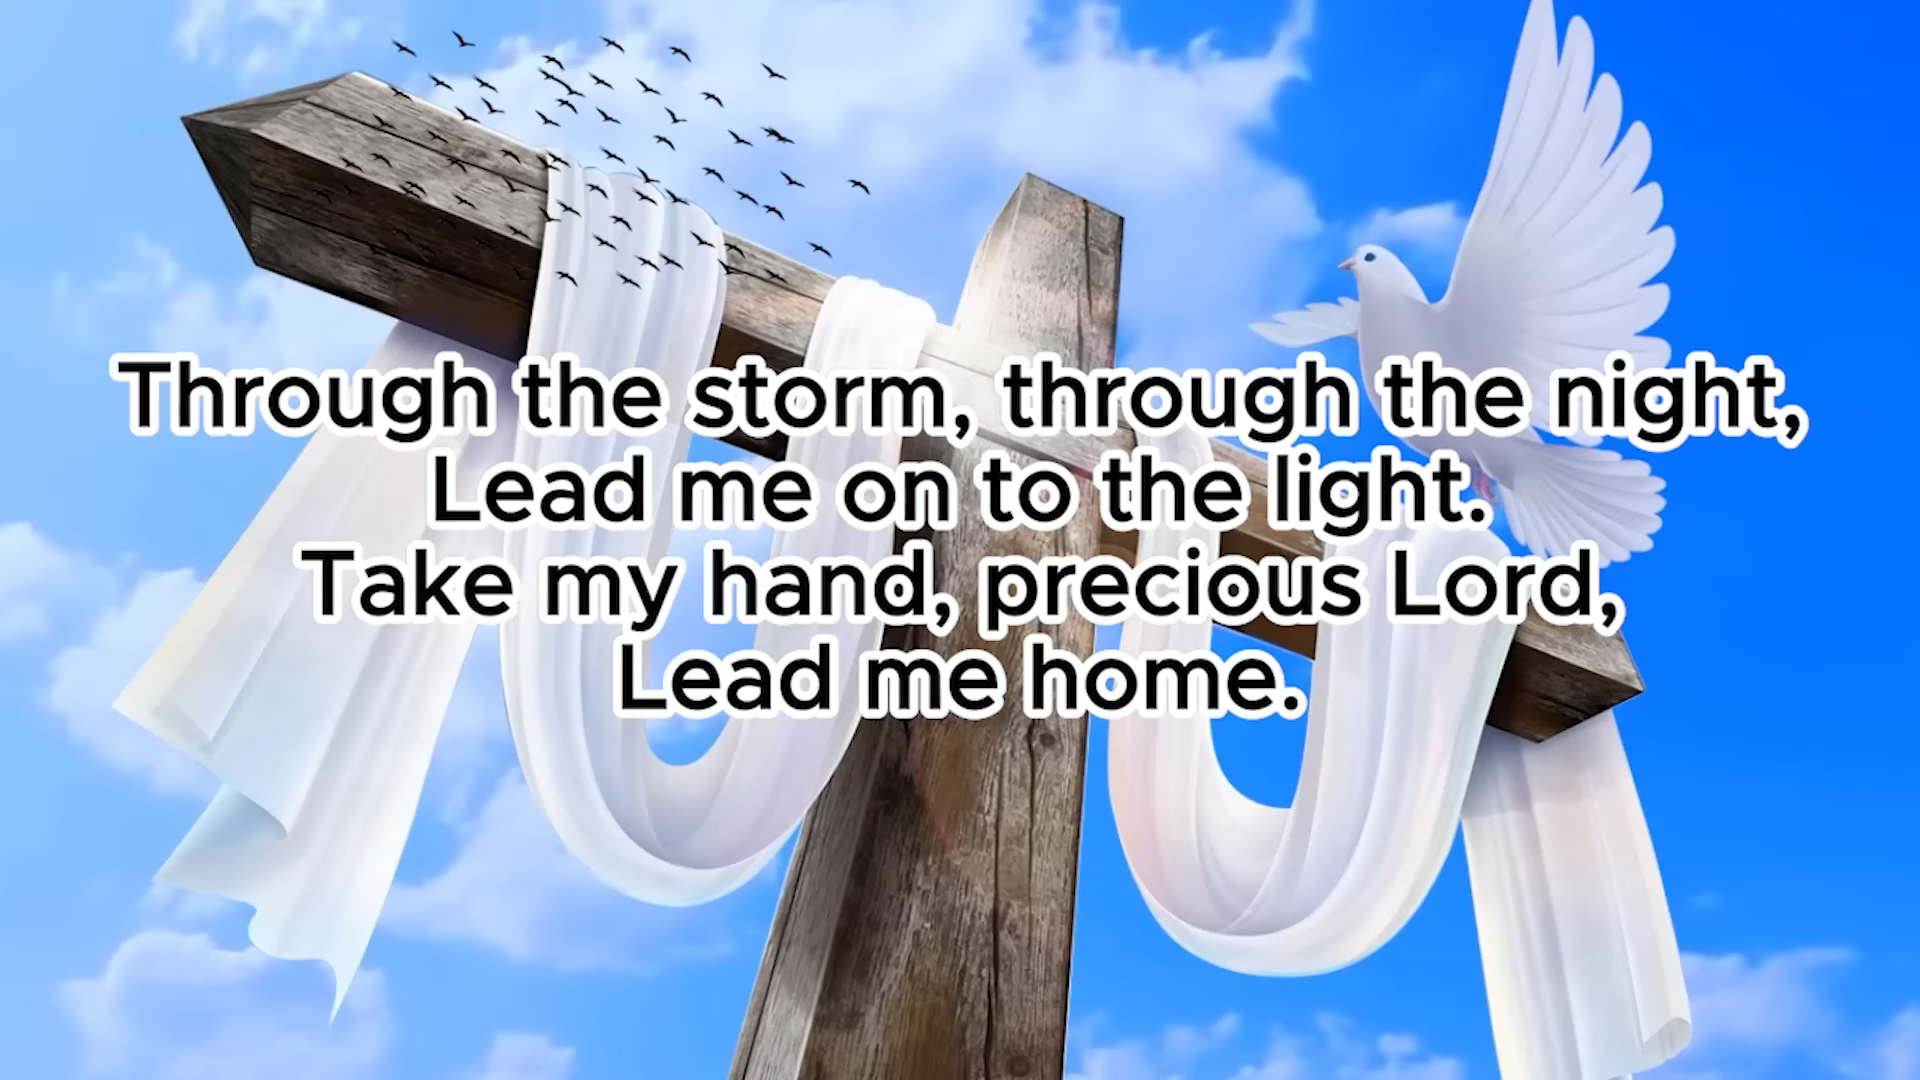 Through the storm, through the night,
Lead me on to the light.
Take my hand, precious Lord,
Lead me home.